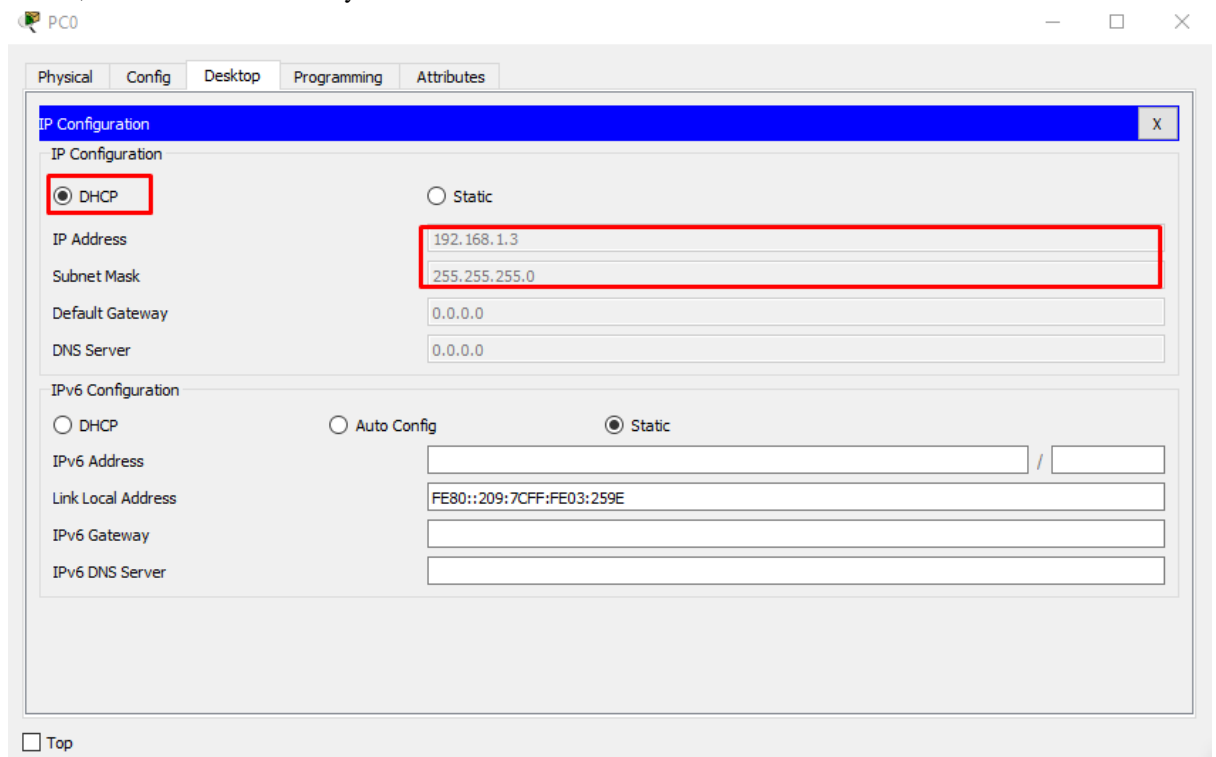 PC0
Physical Config Desktop Programming Attributes
IP Configuration X
IP Configuration
DHCP Static
IP Address 192.168.1.3
Subnet Mask 255.255.255.0
Default Gateway 0.0.0.0
DNS Server 0.0.0.0
IPv6 Configuration
DHCP Auto Config Static
IPv6 Address /
Link Local Address FE80::209:7CFF:FE03:259E
IPv6 Gateway
IPv6 DNS Server
Top